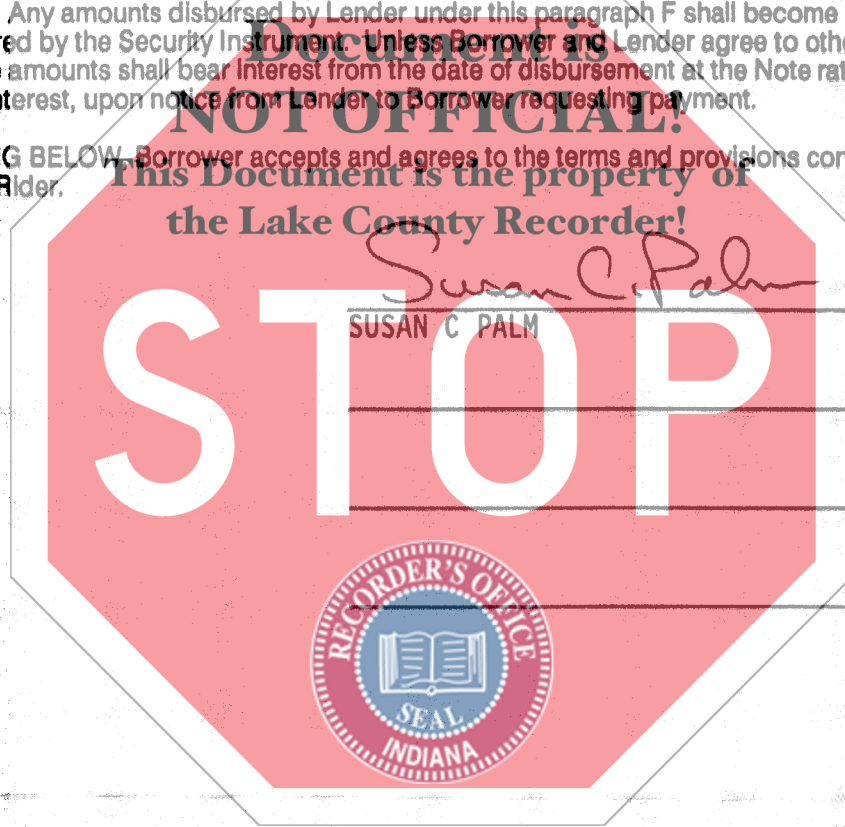 Any amounts disbursed by Lender under this paragraph F shall become
Document is
ed by the Security Instrument. Unless Borrower and Lender agree to oth
amounts shall bear interest from the date of disbursement at the Note rat
terest, upon notice from Lender to Borrower requesting payment.
NOT OFFICIAL!
G BELOW, Borrower accepts and agrees to the terms and provisions con
This Document is the property of
Rider.
the Lake County Recorder!
Susan C. Palm
SUSAN C PALM
STOP
RECORDER'S OFFICE
SEAL
INDIANA